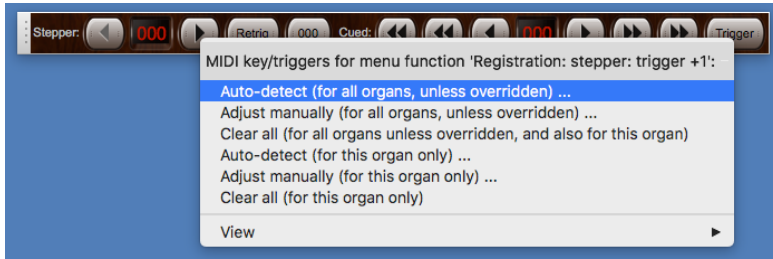 Stepper: 000 Retrig 000 Cued: 000 Trigger
MIDI key/triggers for menu function 'Registration: stepper: trigger +1':
Auto-detect (for all organs, unless overridden) ...
Adjust manually (for all organs, unless overridden) ...
Clear all (for all organs unless overridden, and also for this organ)
Auto-detect (for this organ only) ...
Adjust manually (for this organ only) ...
Clear all (for this organ only)
View